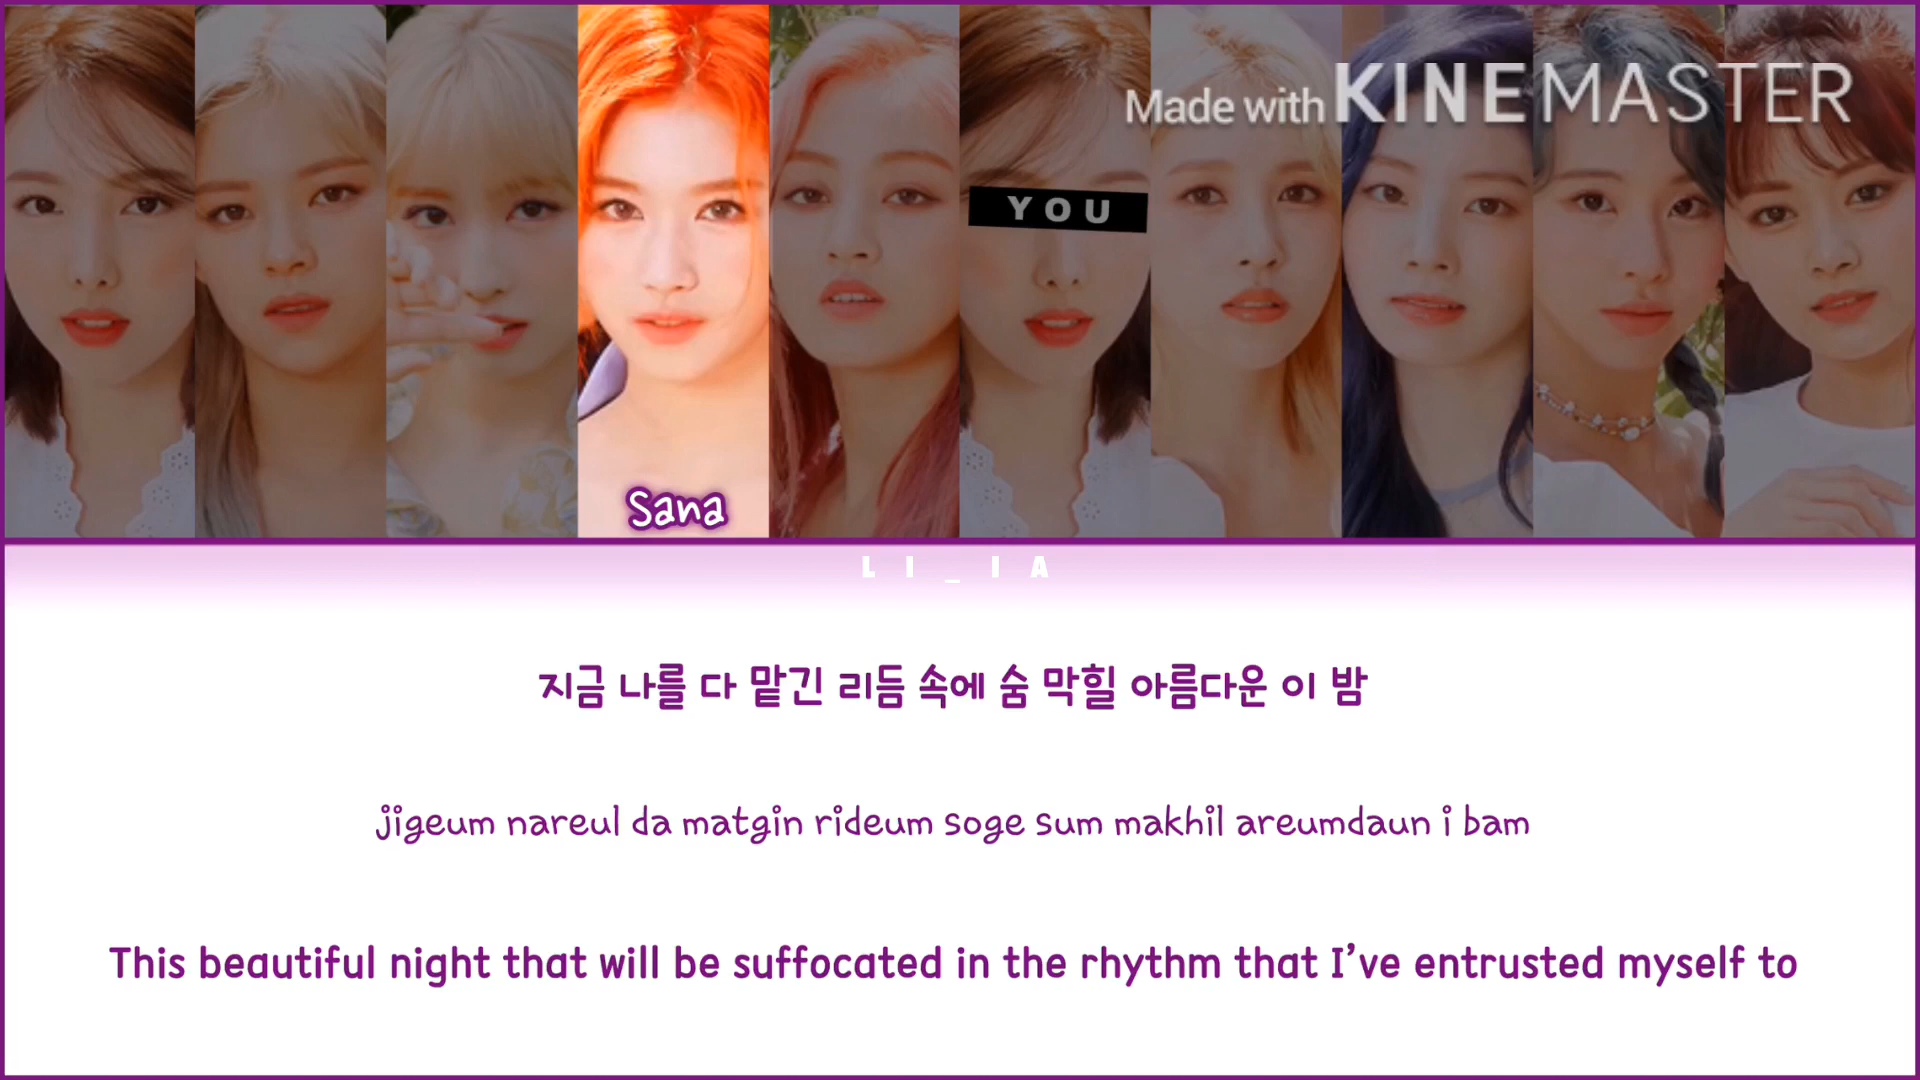 Made with KINEMASTER
YOU
Sana
LI_IA
지금 나를 다 맡긴 리듬 속에 숨 막힐 아름다운 이 밤
jigeum nareul da matgin rideum soge sum makhil areumdaun i bam
This beautiful night that will be suffocated in the rhythm that I’ve entrusted myself to